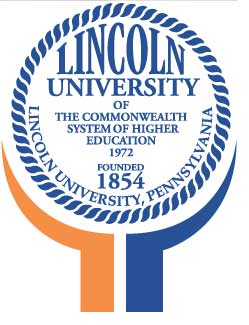 LINCOLN
UNIVERSITY
OF
THE COMMONWEALTH
SYSTEM OF HIGHER
EDUCATION
1972
FOUNDED
1854
LINCOLN UNIVERSITY, PENNSYLVANIA